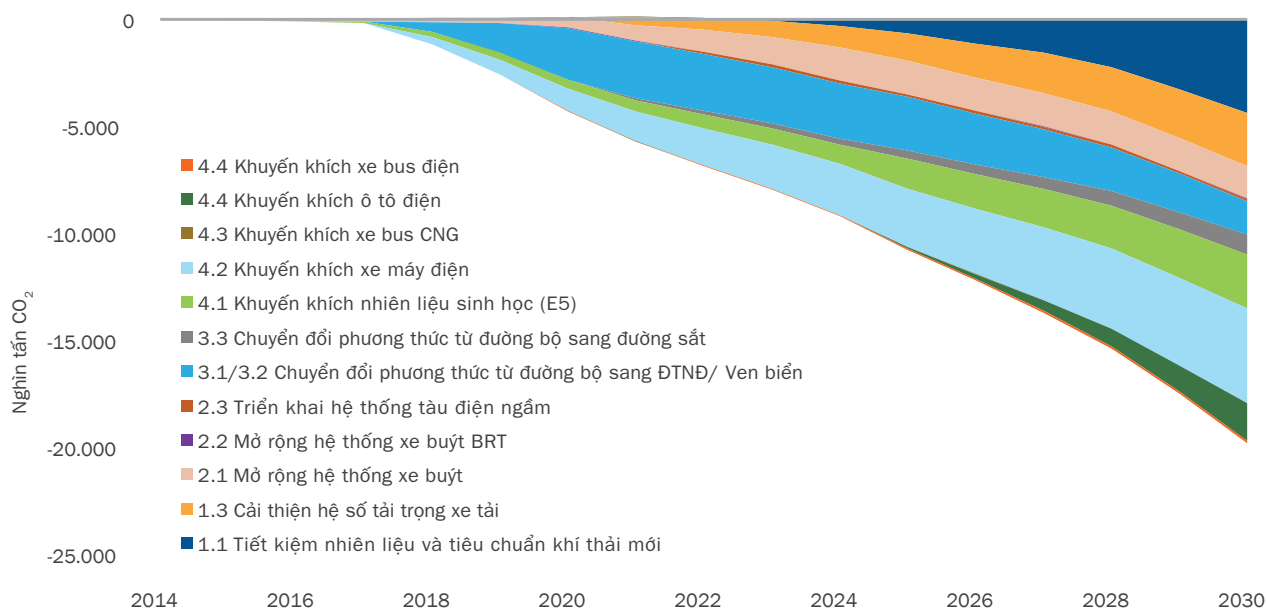 0
-5.000
-10.000
-15.000
-20.000
-25.000
Nghìn tấn CO₂
4.4 Khuyến khích xe bus điện
4.4 Khuyến khích ô tô điện
4.3 Khuyến khích xe bus CNG
4.2 Khuyến khích xe máy điện
4.1 Khuyến khích nhiên liệu sinh học (E5)
3.3 Chuyển đổi phương thức từ đường bộ sang đường sắt
3.1/3.2 Chuyển đổi phương thức từ đường bộ sang ĐTNĐ/ Ven biển
2.3 Triển khai hệ thống tàu điện ngầm
2.2 Mở rộng hệ thống xe buýt BRT
2.1 Mở rộng hệ thống xe buýt
1.3 Cải thiện hệ số tải trọng xe tải
1.1 Tiết kiệm nhiên liệu và tiêu chuẩn khí thải mới
2014 2016 2018 2020 2022 2024 2026 2028 2030